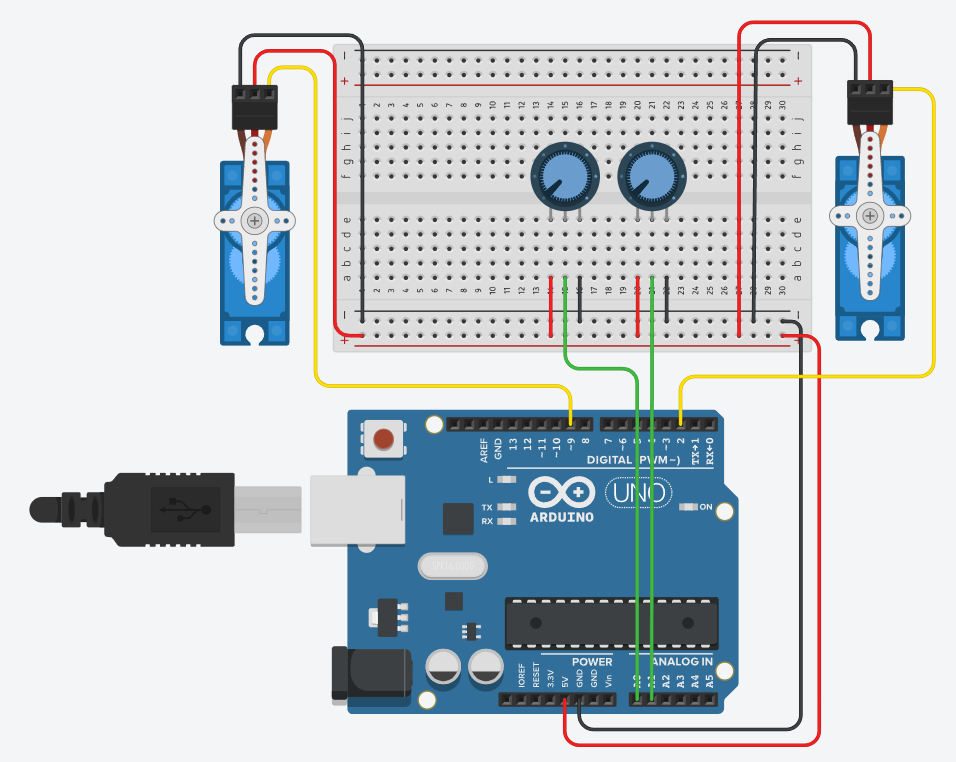 − −
+ +
1 2 3 4 5 6 7 8 9 10 11 12 13 14 15 16 17 18 19 20 21 22 23 24 25 26 27 28 29 30
j j
i i
h h
g g
f f
e e
d d
c c
b b
a a
1 2 3 4 5 6 7 8 9 10 11 12 13 14 15 16 17 18 19 20 21 22 23 24 25 26 27 28 29 30
− −
+ +
AREF GND 13 12 ~11 ~10 ~9 8 7 ~6 ~5 4 ~3 2 TX→1 RX←0
DIGITAL (PWM~)
L
TX
RX
ARDUINO
UNO
ON
POWER ANALOG IN
IOREF RESET 3.3V 5V GND GND Vin A0 A1 A2 A3 A4 A5